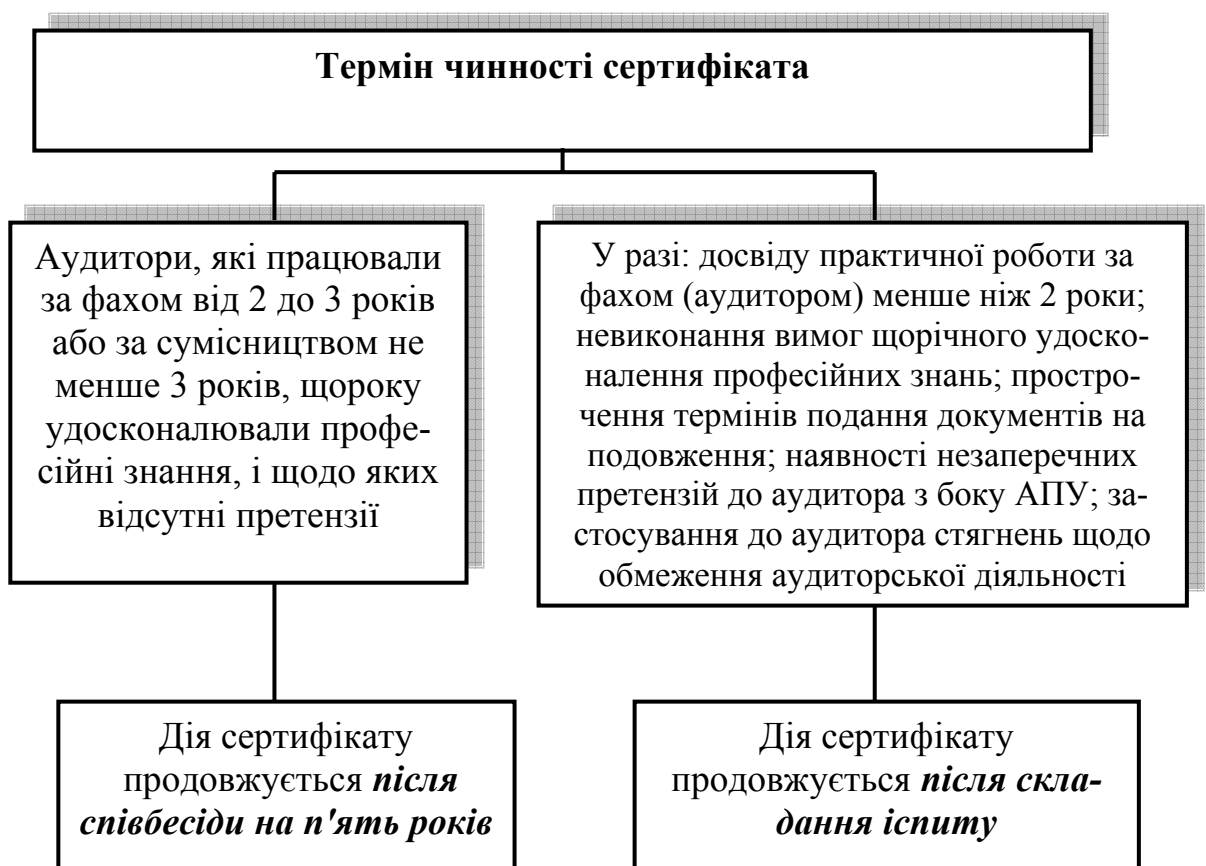 Термін чинності сертифіката
Аудитори, які працювали
за фахом від 2 до 3 років
або за сумісництвом не
менше 3 років, щороку
удосконалювали профе-
сійні знання, і щодо яких
відсутні претензії
У разі: досвіду практичної роботи за
фахом (аудитором) менше ніж 2 роки;
невиконання вимог щорічного удоско-
налення професійних знань; простро-
чення термінів подання документів на
подовження; наявності незаперечних
претензій до аудитора з боку АПУ; за-
стосування до аудитора стягнень щодо
обмеження аудиторської діяльності
Дія сертифікату
продовжується після
співбесіди на п'ять років
Дія сертифікату
продовжується після скла-
дання іспиту